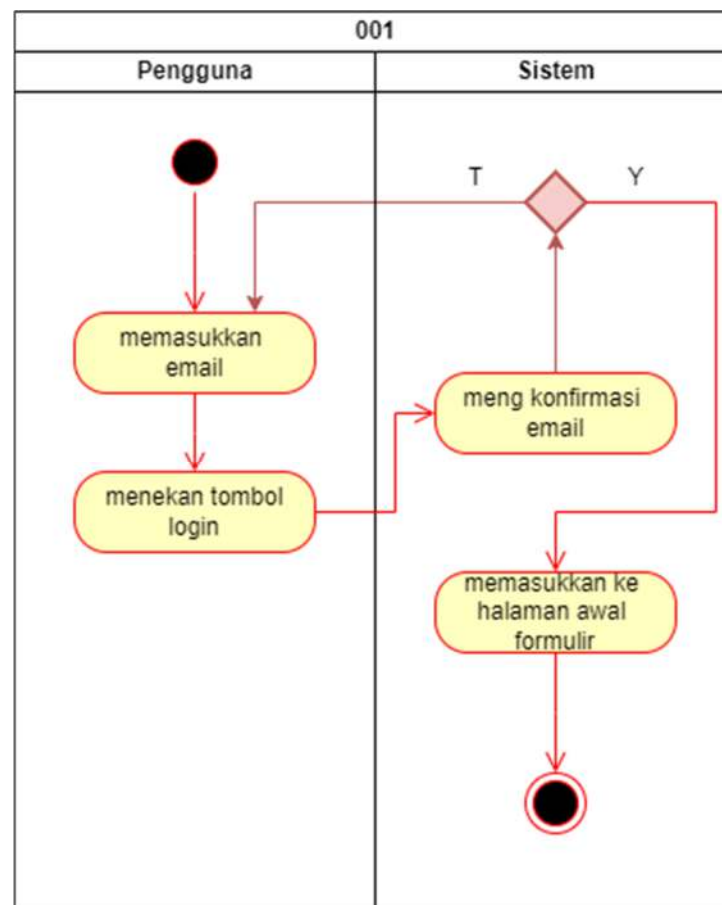 001
Pengguna
Sistem
T
Y
memasukkan
email
meng konfirmasi
email
menekan tombol
login
memasukkan ke
halaman awal
formulir